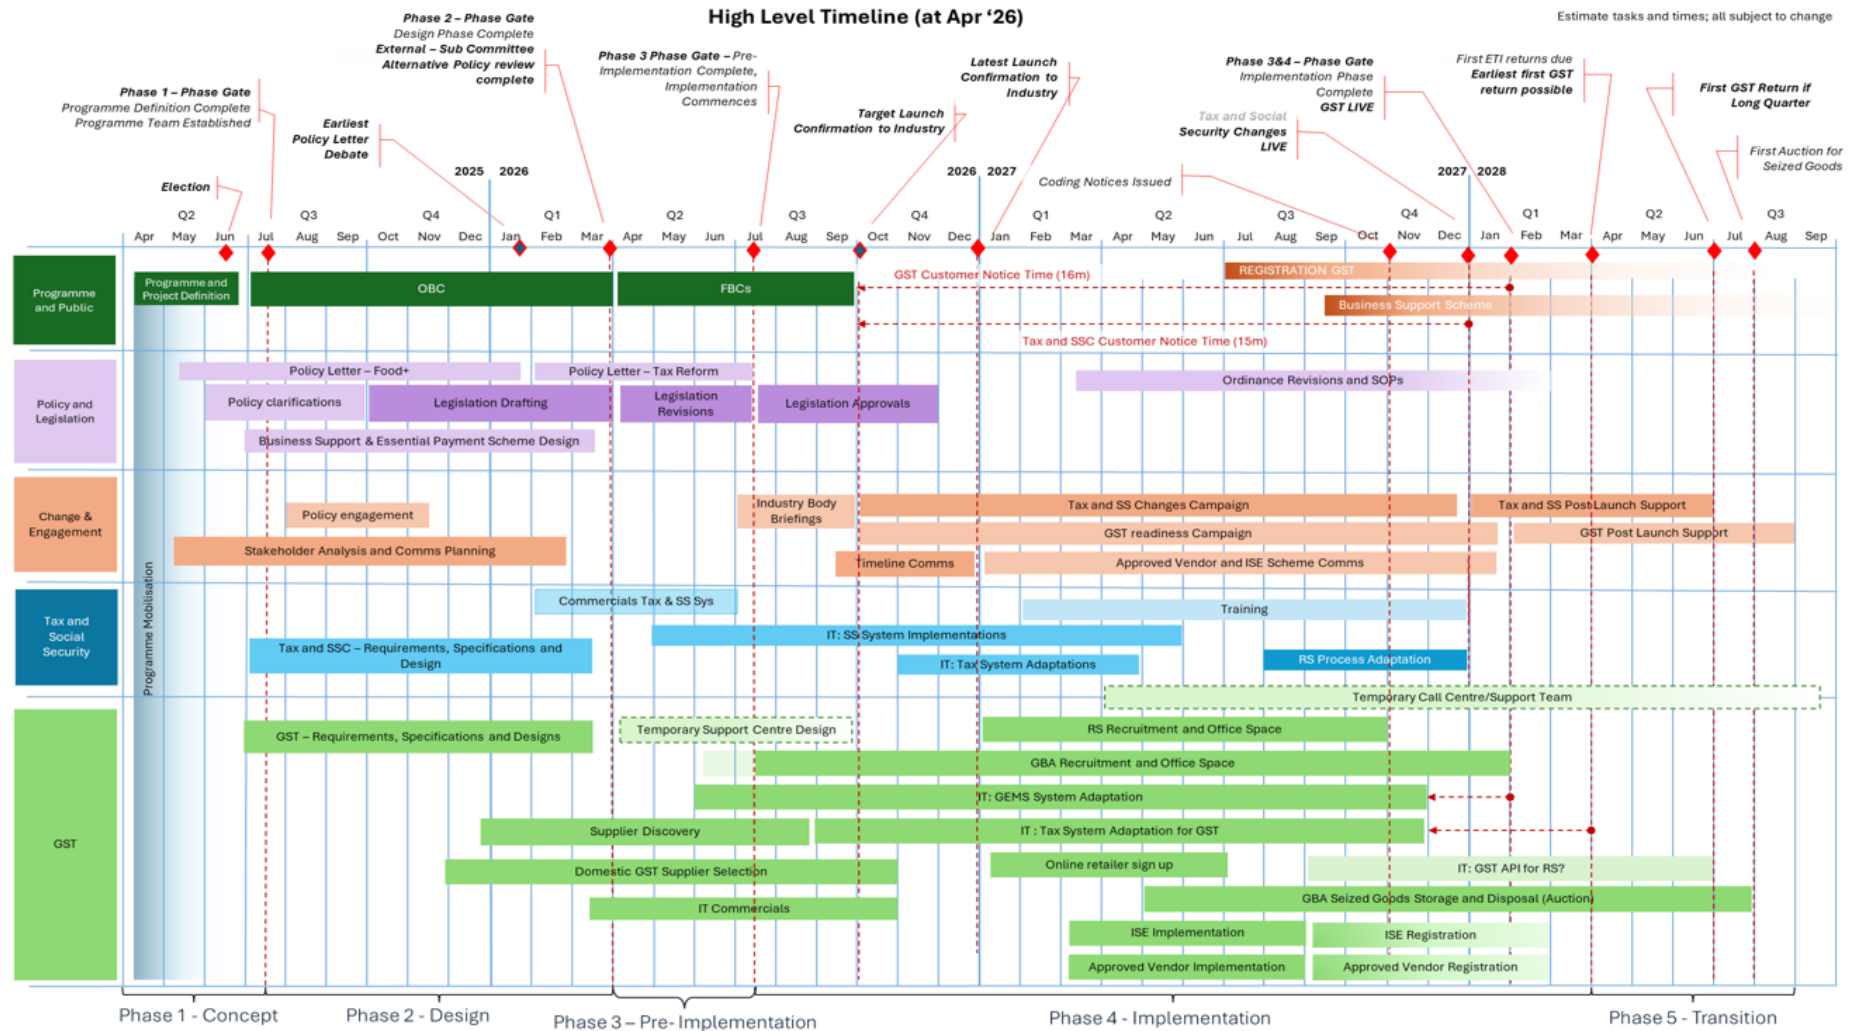 High Level Timeline (at Apr ‘26)
Estimate tasks and times; all subject to change
Phase 1 – Phase Gate
Programme Definition Complete
Programme Team Established
Election
Earliest
Policy Letter
Debate
Phase 2 – Phase Gate
Design Phase Complete
External – Sub Committee
Alternative Policy review
complete
Phase 3 Phase Gate – Pre-
Implementation Complete,
Implementation
Commences
Target Launch
Confirmation to Industry
Latest Launch
Confirmation to
Industry
Coding Notices Issued
Tax and Social
Security Changes
LIVE
Phase 3&4 – Phase Gate
Implementation Phase
Complete
GST LIVE
First ETI returns due
Earliest first GST
return possible
First GST Return if
Long Quarter
First Auction for
Seized Goods
2025 2026
2026 2027
2027 2028
Q2 Q3 Q4 Q1 Q2 Q3 Q4 Q1 Q2 Q3 Q4 Q1 Q2 Q3
Apr May Jun Jul Aug Sep Oct Nov Dec Jan Feb Mar Apr May Jun Jul Aug Sep Oct Nov Dec Jan Feb Mar Apr May Jun Jul Aug Sep Oct Nov Dec Jan Feb Mar Apr May Jun Jul Aug Sep
Programme
and Public
Programme and
Project Definition
OBC
FBCs
GST Customer Notice Time (16m)
REGISTRATION GST
Business Support Scheme
Tax and SSC Customer Notice Time (15m)
Policy and
Legislation
Policy Letter – Food+
Policy Letter – Tax Reform
Policy clarifications
Legislation Drafting
Legislation
Revisions
Legislation Approvals
Ordinance Revisions and SOPs
Business Support & Essential Payment Scheme Design
Change &
Engagement
Policy engagement
Stakeholder Analysis and Comms Planning
Industry Body
Briefings
Tax and SS Changes Campaign
Tax and SS Post Launch Support
GST readiness Campaign
GST Post Launch Support
Timeline Comms
Approved Vendor and ISE Scheme Comms
Programme Mobilisation
Tax and
Social
Security
Commercials Tax & SS Sys
Training
IT: SS System Implementations
Tax and SSC – Requirements, Specifications and
Design
IT: Tax System Adaptations
RS Process Adaptation
Temporary Call Centre/Support Team
GST
GST – Requirements, Specifications and Designs
Temporary Support Centre Design
RS Recruitment and Office Space
GBA Recruitment and Office Space
IT: GEMS System Adaptation
Supplier Discovery
IT : Tax System Adaptation for GST
Domestic GST Supplier Selection
Online retailer sign up
IT: GST API for RS?
IT Commercials
GBA Seized Goods Storage and Disposal (Auction)
ISE Implementation
ISE Registration
Approved Vendor Implementation
Approved Vendor Registration
Phase 1 - Concept
Phase 2 - Design
Phase 3 – Pre- Implementation
Phase 4 - Implementation
Phase 5 - Transition